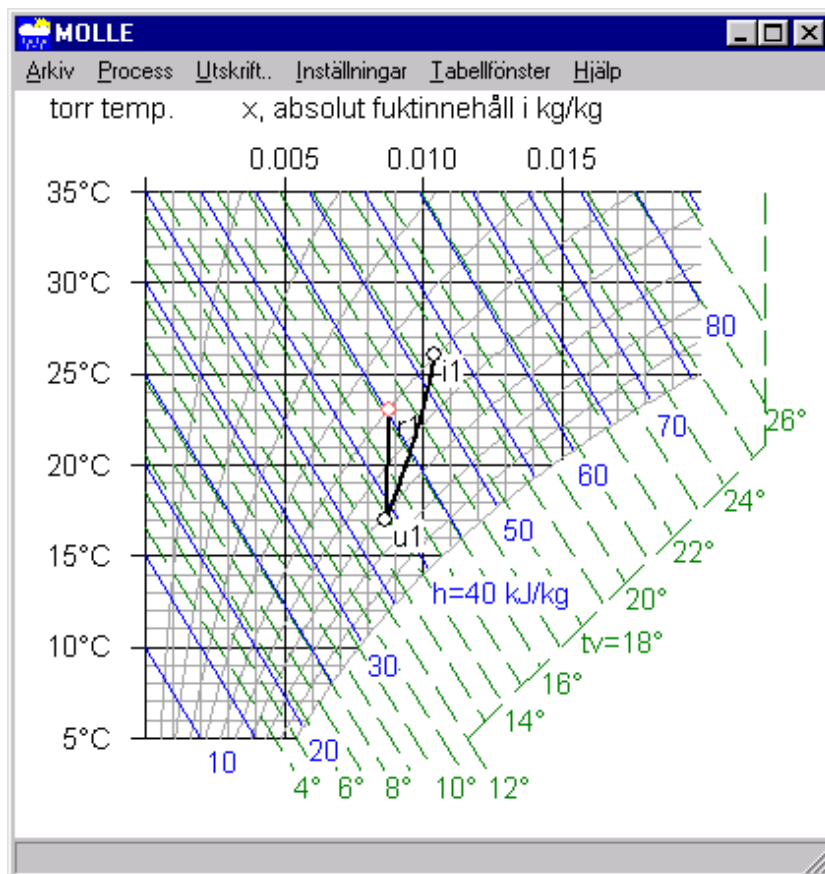 MOLLE
Arkiv Process Utskrift.. Inställningar Tabellfönster Hjälp
torr temp. x, absolut fuktinnehåll i kg/kg
0.005 0.010 0.015
35°C
30°C
80
25°C
i1
r1
70
26°
20°C
60
24°
u1
50
22°
15°C
h=40 kJ/kg
20°
10°C
30
tv=18°
16°
14°
5°C
10
20
4° 6° 8° 10° 12°